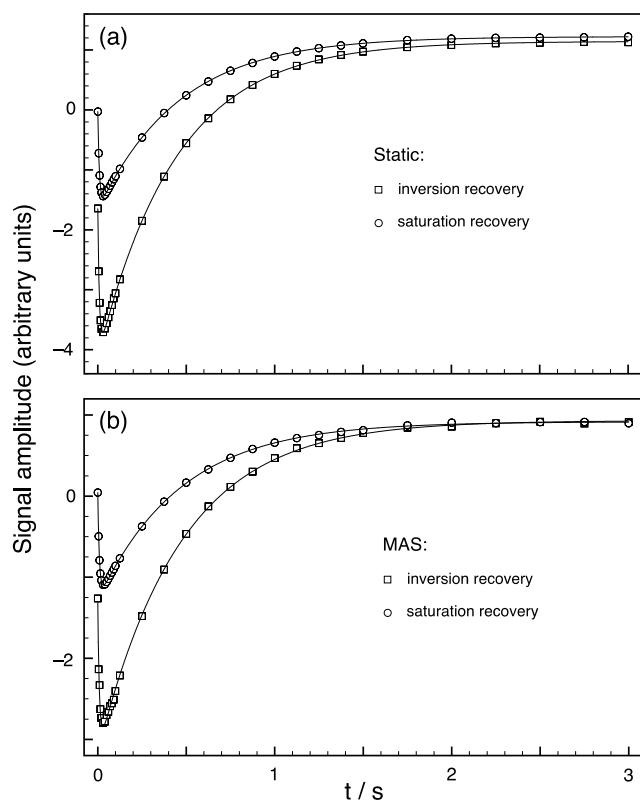 (a)
0
−2
−4
Static:
inversion recovery
saturation recovery
Signal amplitude (arbitrary units)
(b)
0
−2
MAS:
inversion recovery
saturation recovery
0 1 2 3
t / s